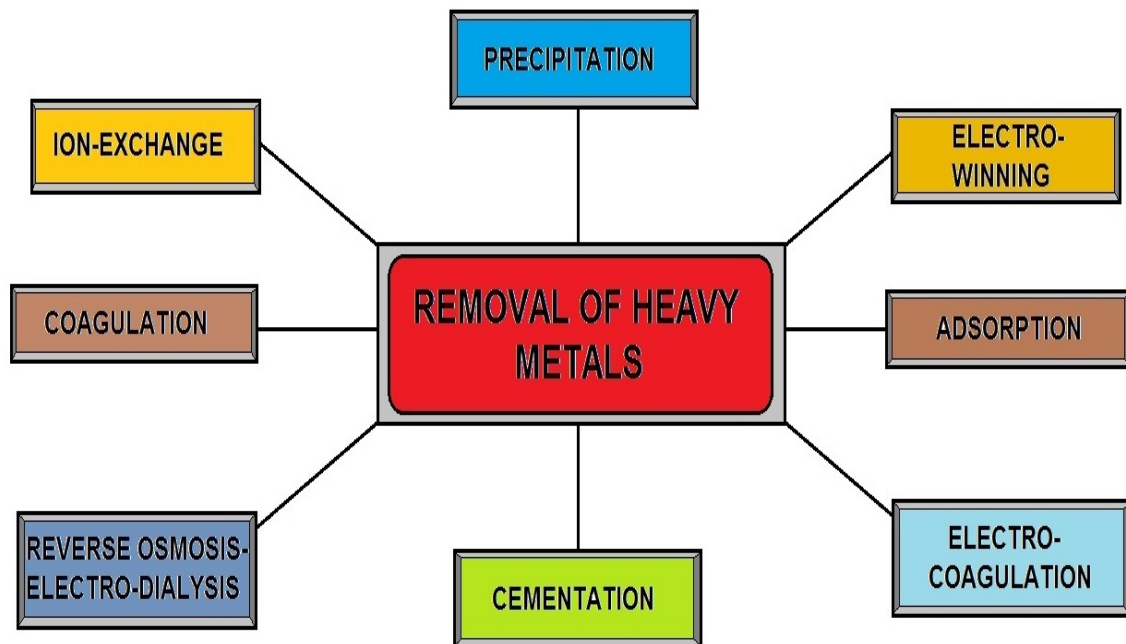 PRECIPITATION
ION-EXCHANGE
ELECTRO-
WINNING
REMOVAL OF HEAVY
METALS
COAGULATION
ADSORPTION
REVERSE OSMOSIS-
ELECTRO-DIALYSIS
CEMENTATION
ELECTRO-
COAGULATION